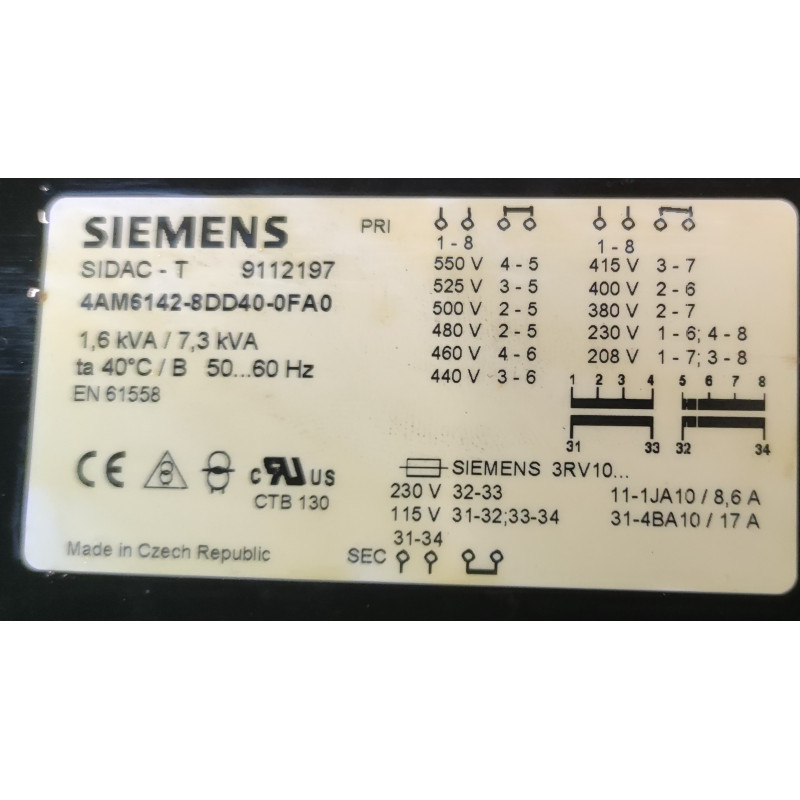 SIEMENS
SIDAC - T 9112197
4AM6142-8DD40-0FA0
1,6 kVA / 7,3 kVA
ta 40°C / B 50...60 Hz
EN 61558
CE
c UR US
CTB 130
Made in Czech Republic
PRI
1 - 8
550 V 4 - 5
525 V 3 - 5
500 V 2 - 5
480 V 2 - 5
460 V 4 - 6
440 V 3 - 6
1 - 8
415 V 3 - 7
400 V 2 - 6
380 V 2 - 7
230 V 1 - 6; 4 - 8
208 V 1 - 7; 3 - 8
1 2 3 4 5 6 7 8
31 33 32 34
SIEMENS 3RV10...
230 V 32-33 11-1JA10 / 8,6 A
115 V 31-32;33-34 31-4BA10 / 17 A
31-34
SEC